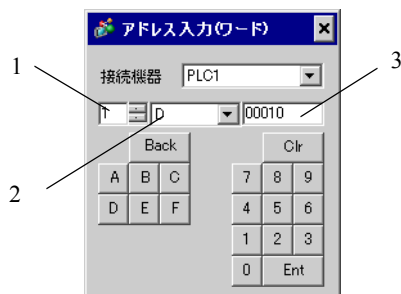 アドレス入力(ワード)
1
3
接続機器 PLC1
1 D 00010
Back Clr
2
A B C 7 8 9
D E F 4 5 6
1 2 3
0 Ent